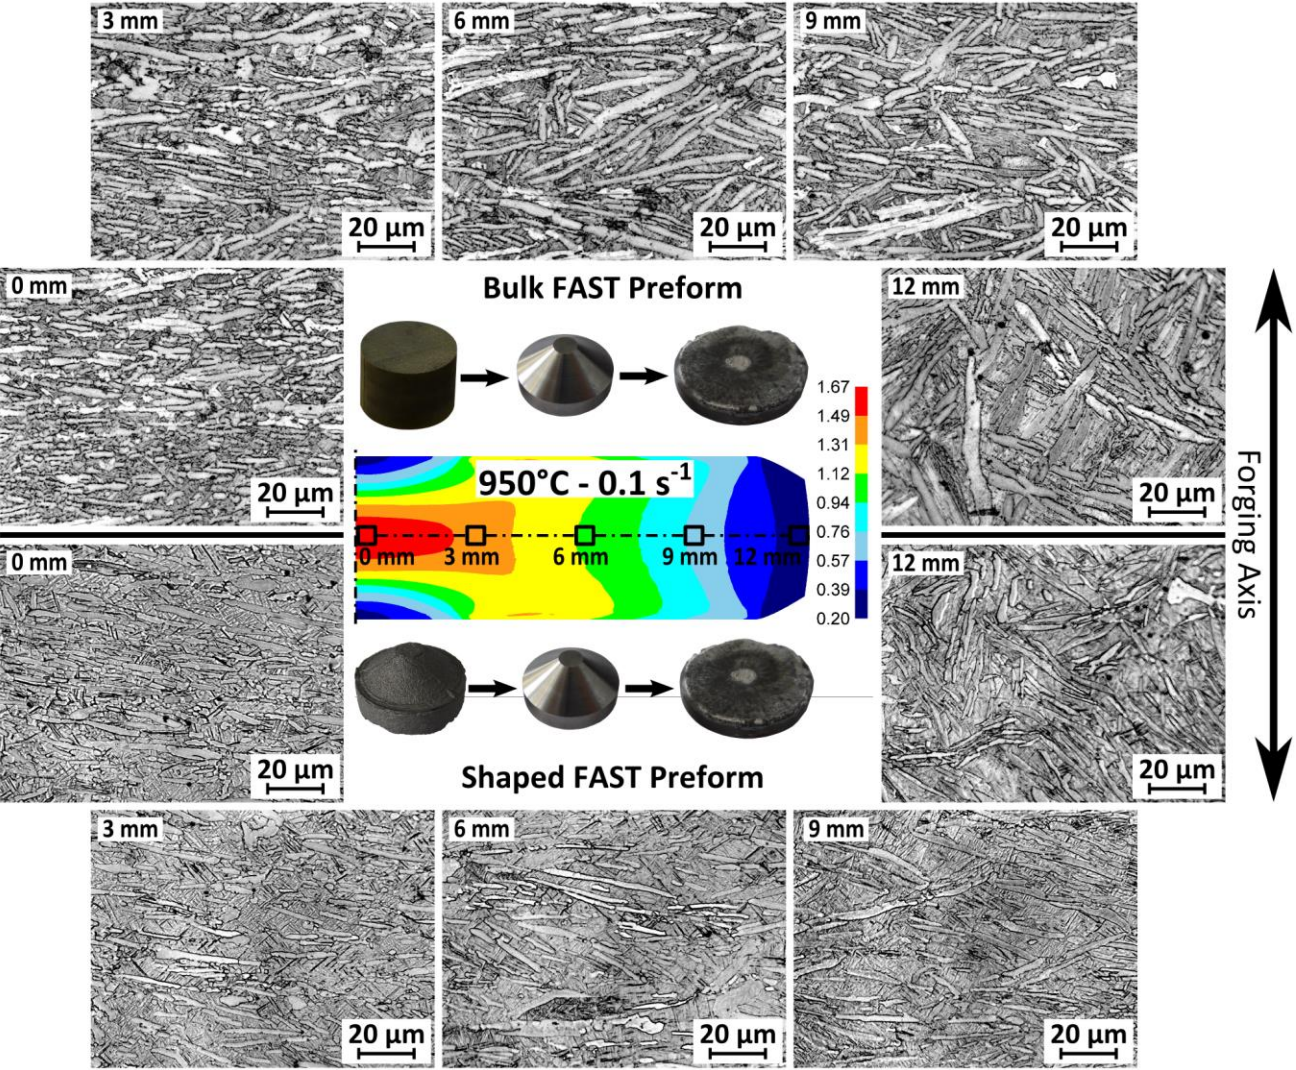 3 mm
20 µm
6 mm
20 µm
9 mm
20 µm
0 mm
20 µm
Bulk FAST Preform
12 mm
20 µm
Forging Axis
950°C - 0.1 s⁻¹
0 mm 3 mm 6 mm 9 mm 12 mm
1.67
1.49
1.31
1.12
0.94
0.76
0.57
0.39
0.20
0 mm
20 µm
Shaped FAST Preform
12 mm
20 µm
3 mm
20 µm
6 mm
20 µm
9 mm
20 µm